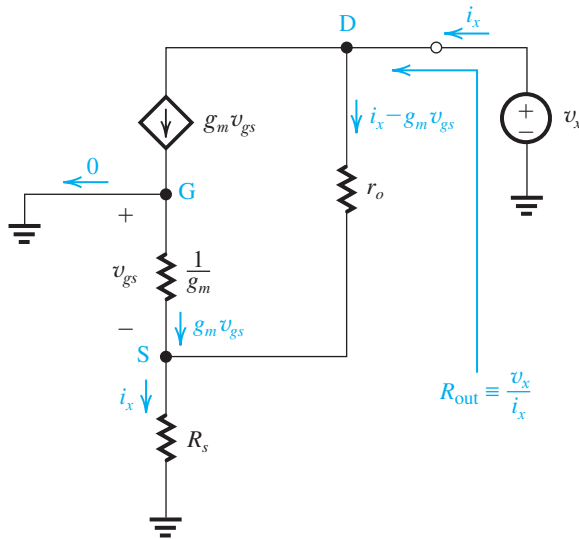 D
i_x
g_m v_gs
i_x − g_m v_gs
+
−
v_x
0
G
r_o
+
v_gs
1/g_m
−
g_m v_gs
S
i_x
R_out ≡ v_x/i_x
R_s